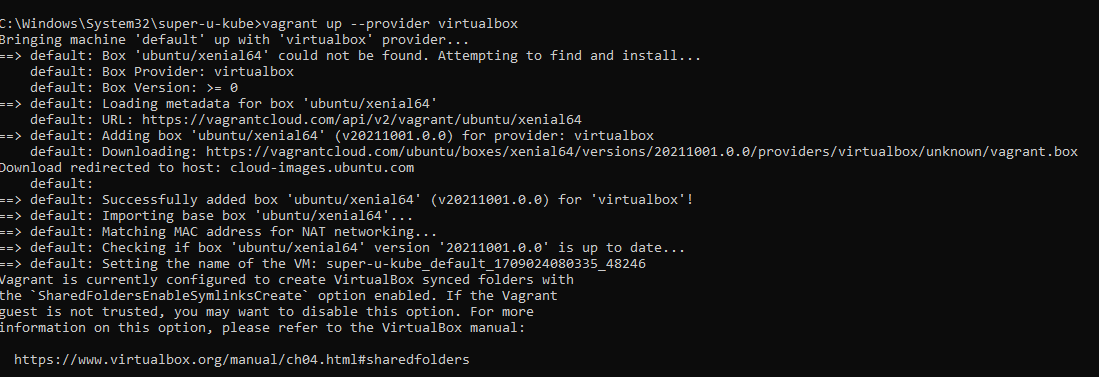 C:\Windows\System32\super-u-kube>vagrant up --provider virtualbox
Bringing machine 'default' up with 'virtualbox' provider...
==> default: Box 'ubuntu/xenial64' could not be found. Attempting to find and install...
    default: Box Provider: virtualbox
    default: Box Version: >= 0
==> default: Loading metadata for box 'ubuntu/xenial64'
    default: URL: https://vagrantcloud.com/api/v2/vagrant/ubuntu/xenial64
==> default: Adding box 'ubuntu/xenial64' (v20211001.0.0) for provider: virtualbox
    default: Downloading: https://vagrantcloud.com/ubuntu/boxes/xenial64/versions/20211001.0.0/providers/virtualbox/unknown/vagrant.box
Download redirected to host: cloud-images.ubuntu.com
    default:
==> default: Successfully added box 'ubuntu/xenial64' (v20211001.0.0) for 'virtualbox'!
==> default: Importing base box 'ubuntu/xenial64'...
==> default: Matching MAC address for NAT networking...
==> default: Checking if box 'ubuntu/xenial64' version '20211001.0.0' is up to date...
==> default: Setting the name of the VM: super-u-kube_default_1709024080335_48246
Vagrant is currently configured to create VirtualBox synced folders with
the `SharedFoldersEnableSymlinksCreate` option enabled. If the Vagrant
guest is not trusted, you may want to disable this option. For more
information on this option, please refer to the VirtualBox manual:
  https://www.virtualbox.org/manual/ch04.html#sharedfolders